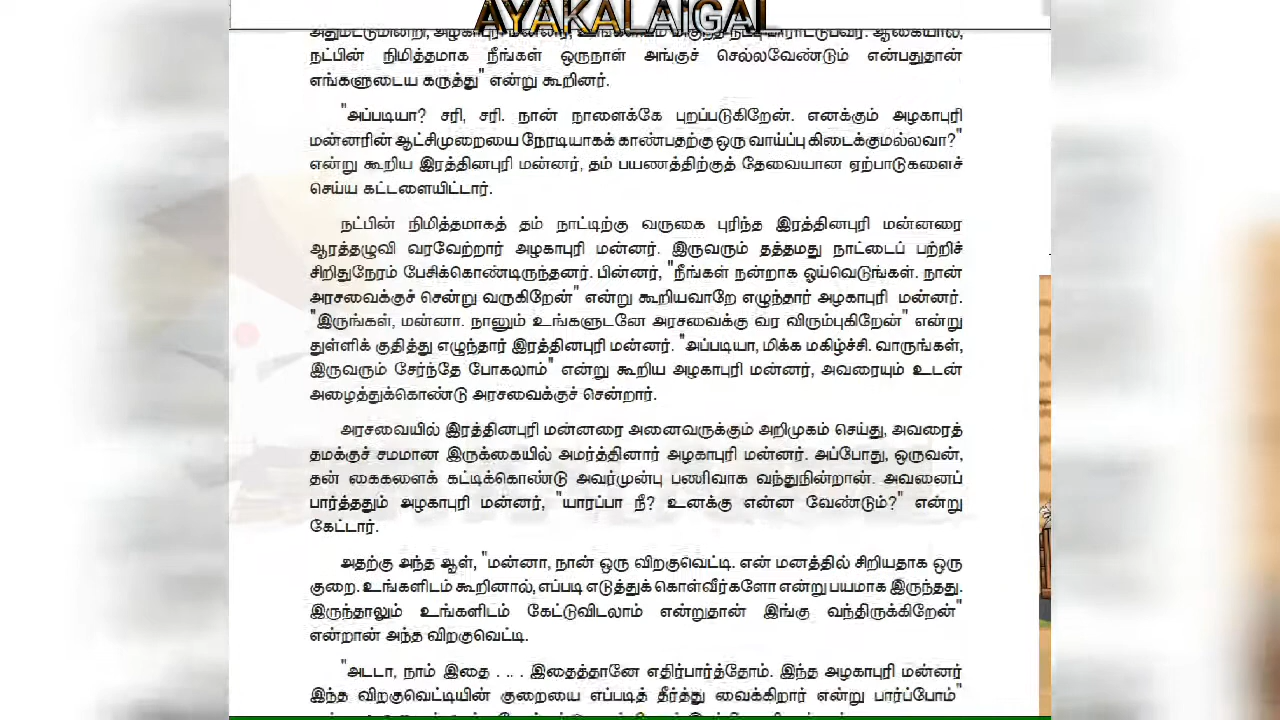 AYAKALAIGAL
நட்பின் நிமித்தமாக நீங்கள் ஒருநாள் அங்குச் செல்லவேண்டும் என்பதுதான்
எங்களுடைய கருத்து" என்று கூறினர்.
"அப்படியா? சரி, சரி. நான் நாளைக்கே புறப்படுகிறேன். எனக்கும் அழகாபுரி
மன்னரின் ஆட்சிமுறையை நேரடியாகக் காண்பதற்கு ஒரு வாய்ப்பு கிடைக்குமல்லவா?"
என்று கூறிய இரத்தினபுரி மன்னர், தம் பயணத்திற்குத் தேவையான ஏற்பாடுகளைச்
செய்ய கட்டளையிட்டார்.
நட்பின் நிமித்தமாகத் தம் நாட்டிற்கு வருகை புரிந்த இரத்தினபுரி மன்னரை
ஆரத்தழுவி வரவேற்றார் அழகாபுரி மன்னர். இருவரும் தத்தமது நாட்டைப் பற்றிச்
சிறிதுநேரம் பேசிக்கொண்டிருந்தனர். பின்னர், "நீங்கள் நன்றாக ஓய்வெடுங்கள். நான்
அரசவைக்குச் சென்று வருகிறேன்" என்று கூறியவாறே எழுந்தார் அழகாபுரி மன்னர்.
"இருங்கள், மன்னா. நானும் உங்களுடனே அரசவைக்கு வர விரும்புகிறேன்" என்று
துள்ளிக் குதித்து எழுந்தார் இரத்தினபுரி மன்னர். "அப்படியா, மிக்க மகிழ்ச்சி. வாருங்கள்,
இருவரும் சேர்ந்தே போகலாம்" என்று கூறிய அழகாபுரி மன்னர், அவரையும் உடன்
அழைத்துக்கொண்டு அரசவைக்குச் சென்றார்.
அரசவையில் இரத்தினபுரி மன்னரை அனைவருக்கும் அறிமுகம் செய்து, அவரைத்
தமக்குச் சமமான இருக்கையில் அமர்த்தினார் அழகாபுரி மன்னர். அப்போது, ஒருவன்,
தன் கைகளைக் கட்டிக்கொண்டு அவர்முன்பு பணிவாக வந்துநின்றான். அவனைப்
பார்த்ததும் அழகாபுரி மன்னர், "யாரப்பா நீ? உனக்கு என்ன வேண்டும்?" என்று
கேட்டார்.
அதற்கு அந்த ஆள், "மன்னா, நான் ஒரு விறகுவெட்டி. என் மனத்தில் சிறியதாக ஒரு
குறை. உங்களிடம் கூறினால், எப்படி எடுத்துக் கொள்வீர்களோ என்று பயமாக இருந்தது.
இருந்தாலும் உங்களிடம் கேட்டுவிடலாம் என்றுதான் இங்கு வந்திருக்கிறேன்"
என்றான் அந்த விறகுவெட்டி.
"அடடா, நாம் இதை . .. . இதைத்தானே எதிர்பார்த்தோம். இந்த அழகாபுரி மன்னர்
இந்த விறகுவெட்டியின் குறையை எப்படித் தீர்த்து வைக்கிறார் என்று பார்ப்போம்"